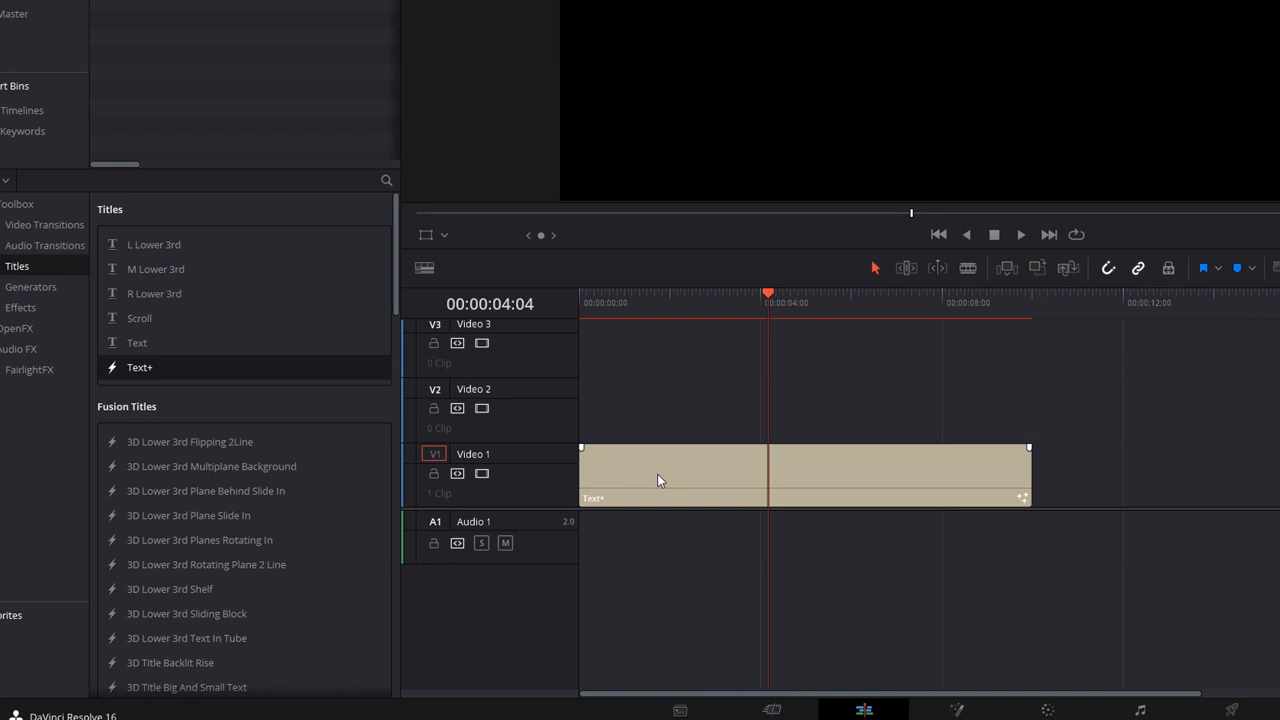 Master
rt Bins
Timelines
Keywords
Toolbox
Video Transitions
Audio Transitions
Titles
Generators
Effects
OpenFX
Audio FX
FairlightFX
orites
Titles
L Lower 3rd
M Lower 3rd
R Lower 3rd
Scroll
Text
Text+
Fusion Titles
3D Lower 3rd Flipping 2Line
3D Lower 3rd Multiplane Background
3D Lower 3rd Plane Behind Slide In
3D Lower 3rd Plane Slide In
3D Lower 3rd Planes Rotating In
3D Lower 3rd Rotating Plane 2 Line
3D Lower 3rd Shelf
3D Lower 3rd Sliding Block
3D Lower 3rd Text In Tube
3D Title Backlit Rise
3D Title Big And Small Text
00:00:04:04
00:00:00:00
00:00:04:00
00:00:08:00
00:00:12:00
V3 Video 3
0 Clip
V2 Video 2
0 Clip
V1 Video 1
1 Clip
Text+
A1 Audio 1 2.0
S M
DaVinci Resolve 16